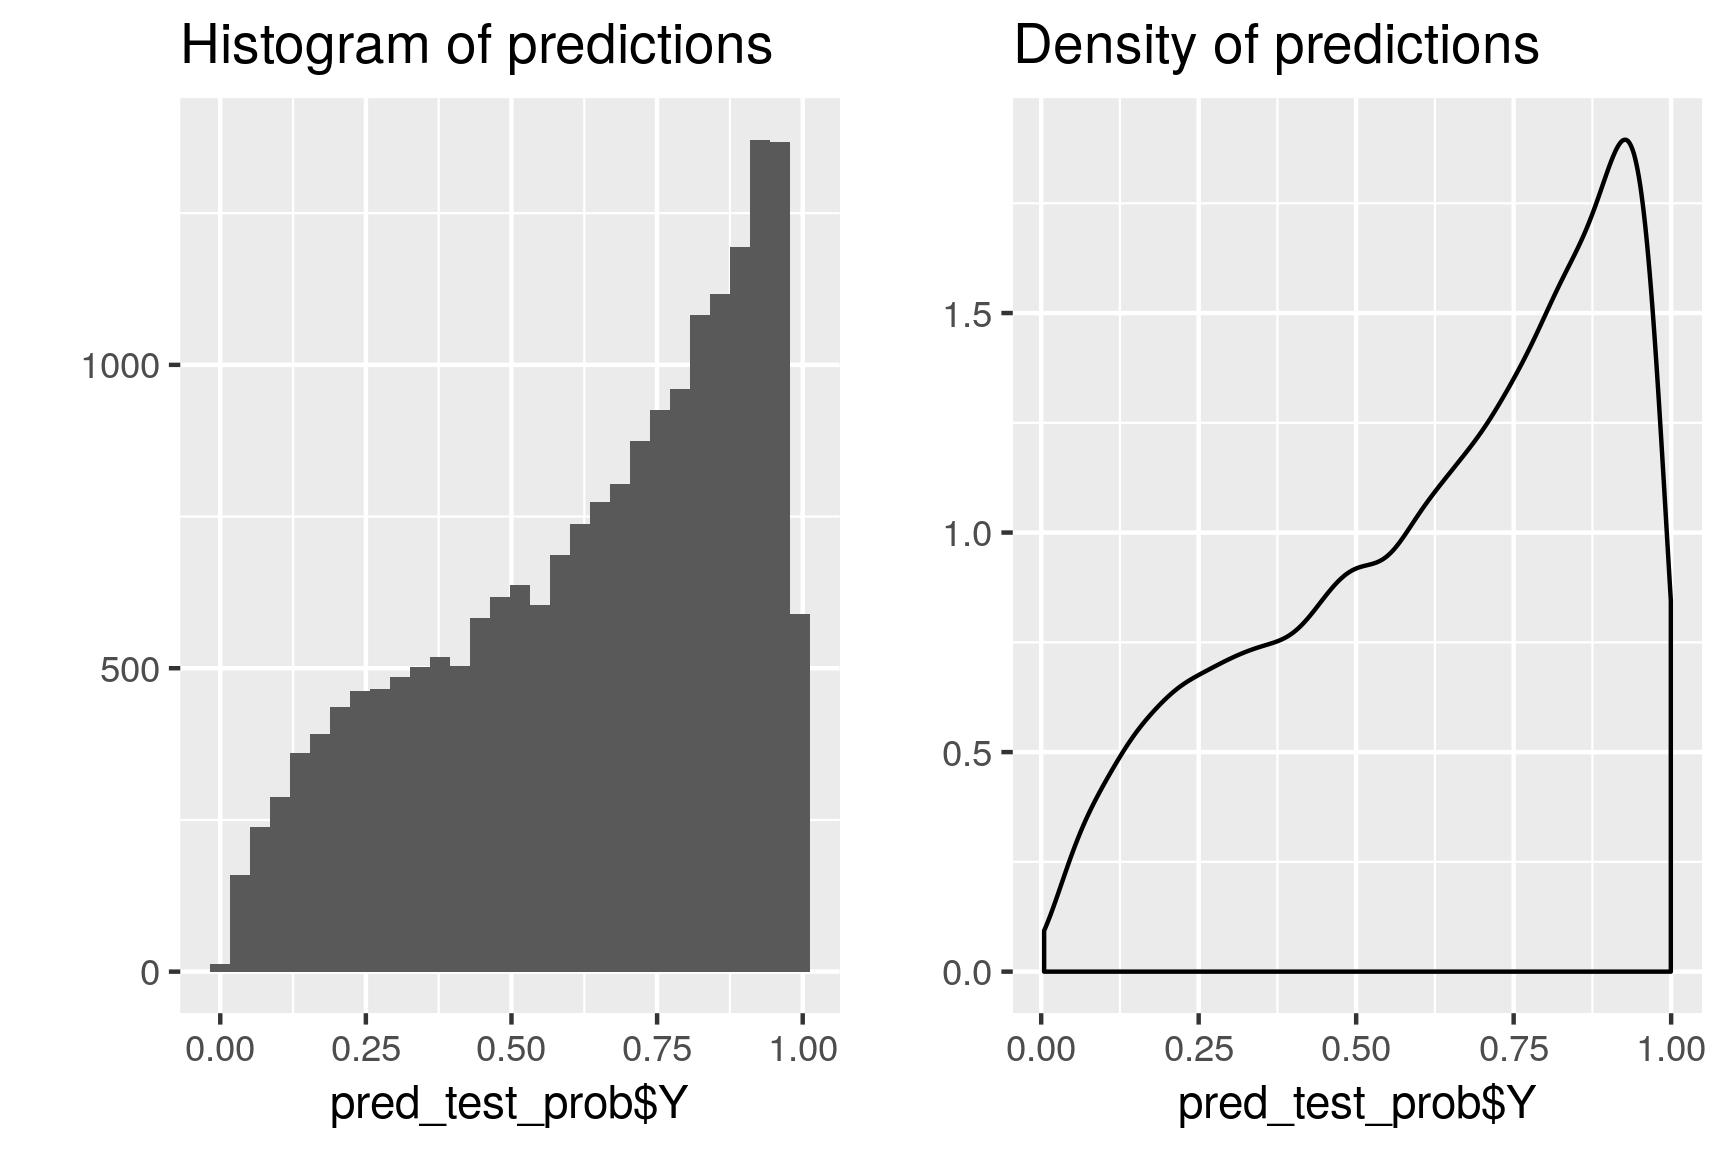 Histogram of predictions
1000
500
0
0.00 0.25 0.50 0.75 1.00
pred_test_prob$Y
Density of predictions
1.5
1.0
0.5
0.0
0.00 0.25 0.50 0.75 1.00
pred_test_prob$Y